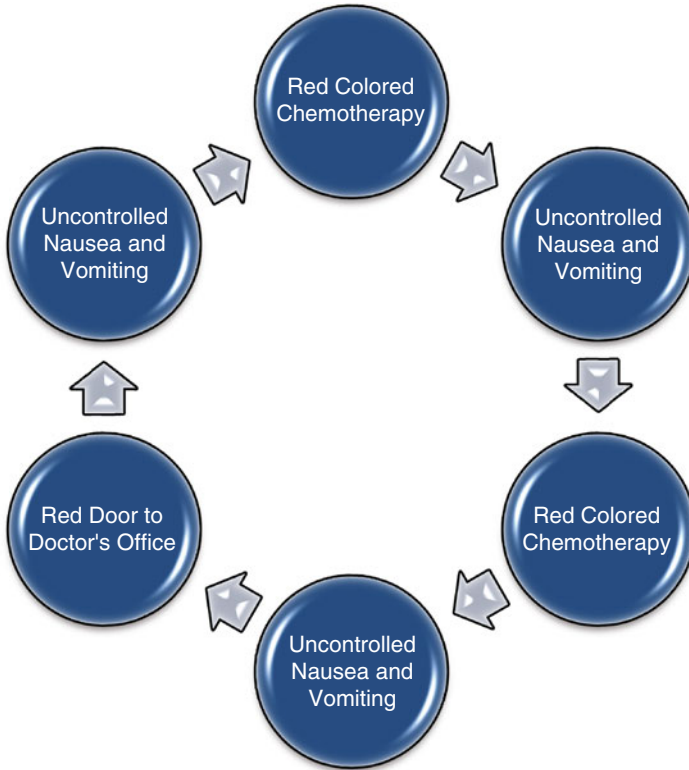 Red Colored
Chemotherapy
Uncontrolled
Nausea and
Vomiting
Red Colored
Chemotherapy
Uncontrolled
Nausea and
Vomiting
Red Door to
Doctor's Office
Uncontrolled
Nausea and
Vomiting